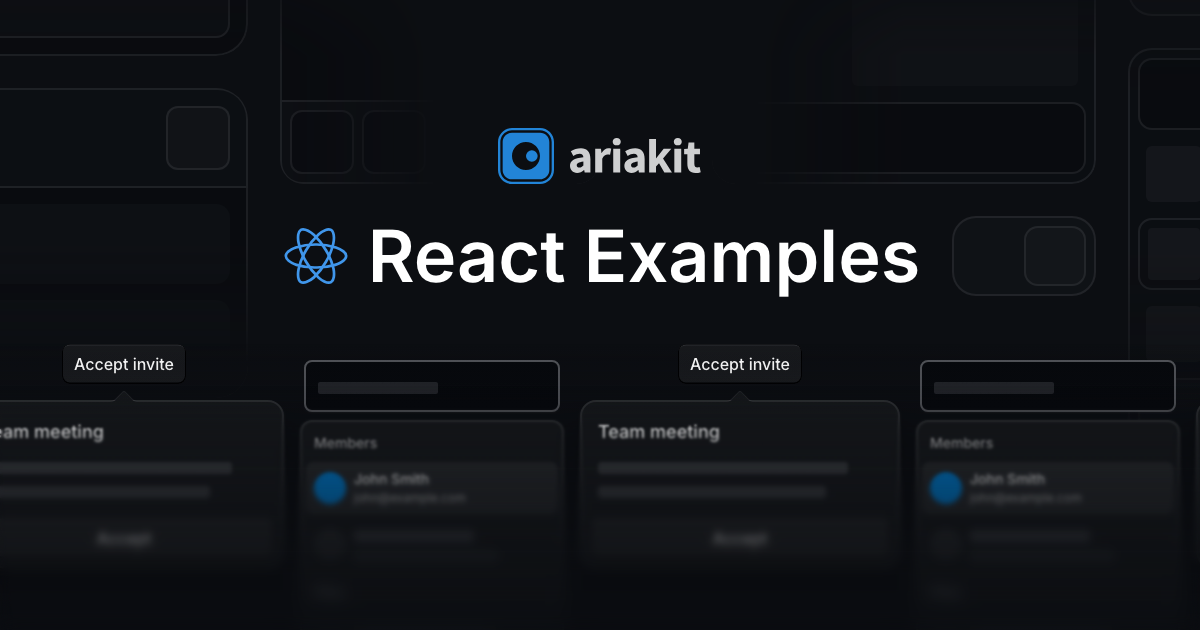 ariakit
React Examples
Accept invite
Accept invite
eam meeting
Team meeting
Members
Members
John Smith
john@example.com
John Smith
john@example.com
Accept
Accept